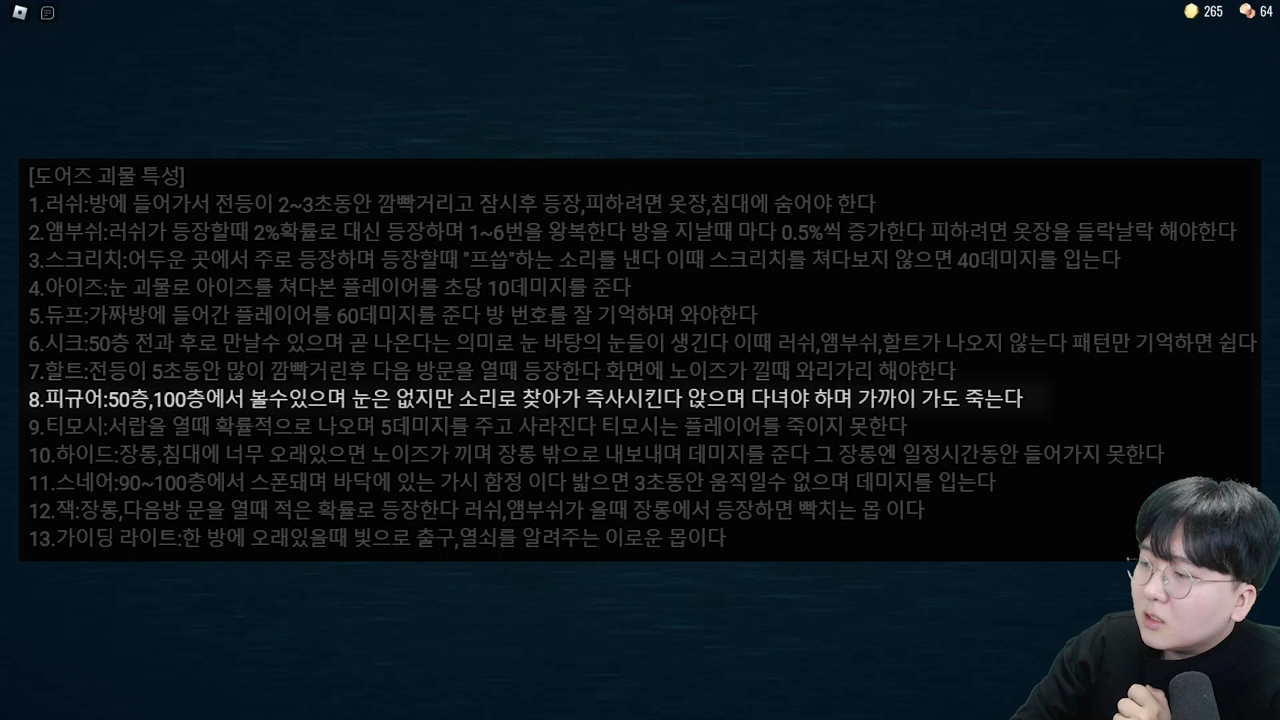 265
64
[도어즈 괴물 특성]
1.러쉬:방에 들어가서 전등이 2~3초동안 깜빡거리고 잠시후 등장,피하려면 옷장,침대에 숨어야 한다
2.앰부쉬:러쉬가 등장할때 2%확률로 대신 등장하며 1~6번을 왕복한다 방을 지날때 마다 0.5%씩 증가한다 피하려면 옷장을 들락날락 해야한다
3.스크리치:어두운 곳에서 주로 등장하며 등장할때 "프씁"하는 소리를 낸다 이때 스크리치를 쳐다보지 않으면 40데미지를 입는다
4.아이즈:눈 괴물로 아이즈를 쳐다본 플레이어를 초당 10데미지를 준다
5.듀프:가짜방에 들어간 플레이어를 60데미지를 준다 방 번호를 잘 기억하며 와야한다
6.시크:50층 전과 후로 만날수 있으며 곧 나온다는 의미로 눈 바탕의 눈들이 생긴다 이때 러쉬,앰부쉬,할트가 나오지 않는다 패턴만 기억하면 쉽다
7.할트:전등이 5초동안 많이 깜빡거린후 다음 방문을 열때 등장한다 화면에 노이즈가 낄때 와리가리 해야한다
8.피규어:50층,100층에서 볼수있으며 눈은 없지만 소리로 찾아가 즉사시킨다 앉으며 다녀야 하며 가까이 가도 죽는다
9.티모시:서랍을 열때 확률적으로 나오며 5데미지를 주고 사라진다 티모시는 플레이어를 죽이지 못한다
10.하이드:장롱,침대에 너무 오래있으면 노이즈가 끼며 장롱 밖으로 내보내며 데미지를 준다 그 장롱엔 일정시간동안 들어가지 못한다
11.스네어:90~100층에서 스폰돼며 바닥에 있는 가시 함정 이다 밟으면 3초동안 움직일수 없으며 데미지를 입는다
12.잭:장롱,다음방 문을 열때 적은 확률로 등장한다 러쉬,앰부쉬가 올때 장롱에서 등장하면 빡치는 몹 이다
13.가이딩 라이트:한 방에 오래있을때 빛으로 출구,열쇠를 알려주는 이로운 몹이다